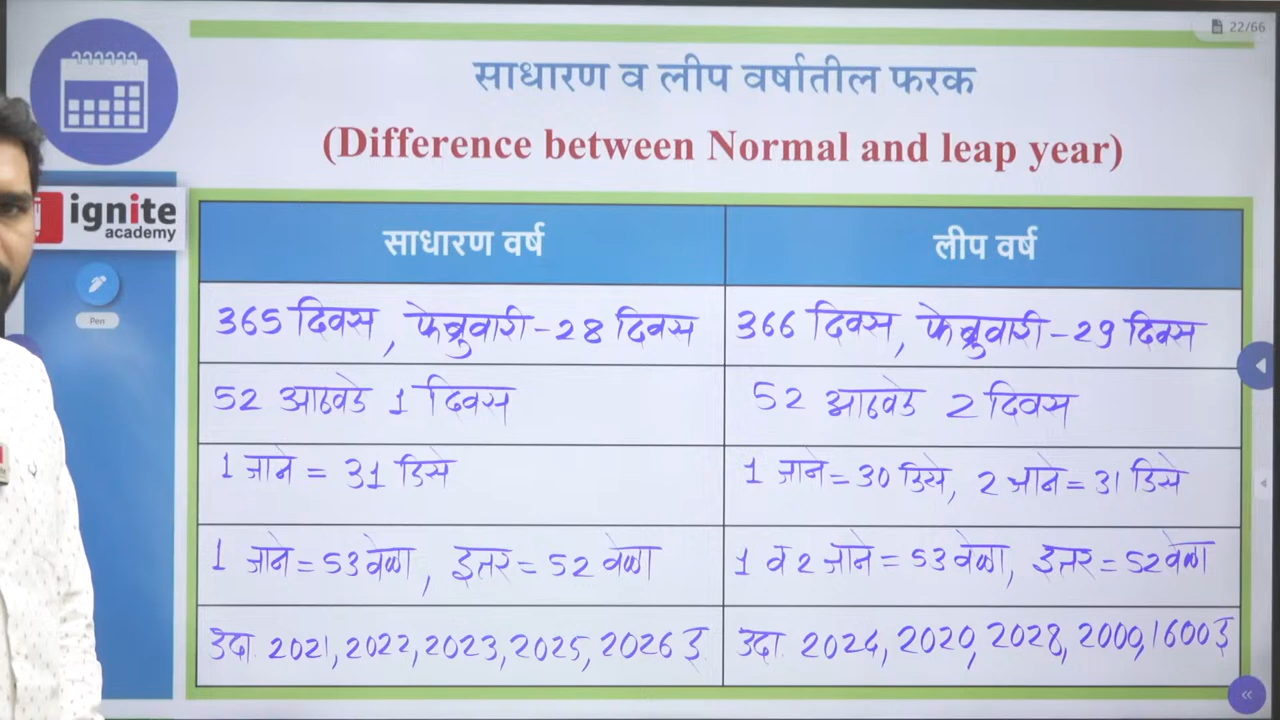 22/66
साधारण व लीप वर्षातील फरक
(Difference between Normal and leap year)
ignite
academy
Pen
साधारण वर्ष
लीप वर्ष
365 दिवस, फेब्रुवारी-28 दिवस
366 दिवस, फेब्रुवारी-29 दिवस
52 आठवडे 1 दिवस
52 आठवडे 2 दिवस
1 जाने = 31 डिसे
1 जाने = 30 डिसे, 2 जाने = 31 डिसे
1 जाने = 53 वेळा, इतर = 52 वेळा
1 व 2 जाने = 53 वेळा, इतर = 52 वेळा
उदा. 2021, 2022, 2023, 2025, 2026 इ.
उदा. 2024, 2020, 2028, 2000, 1600 इ